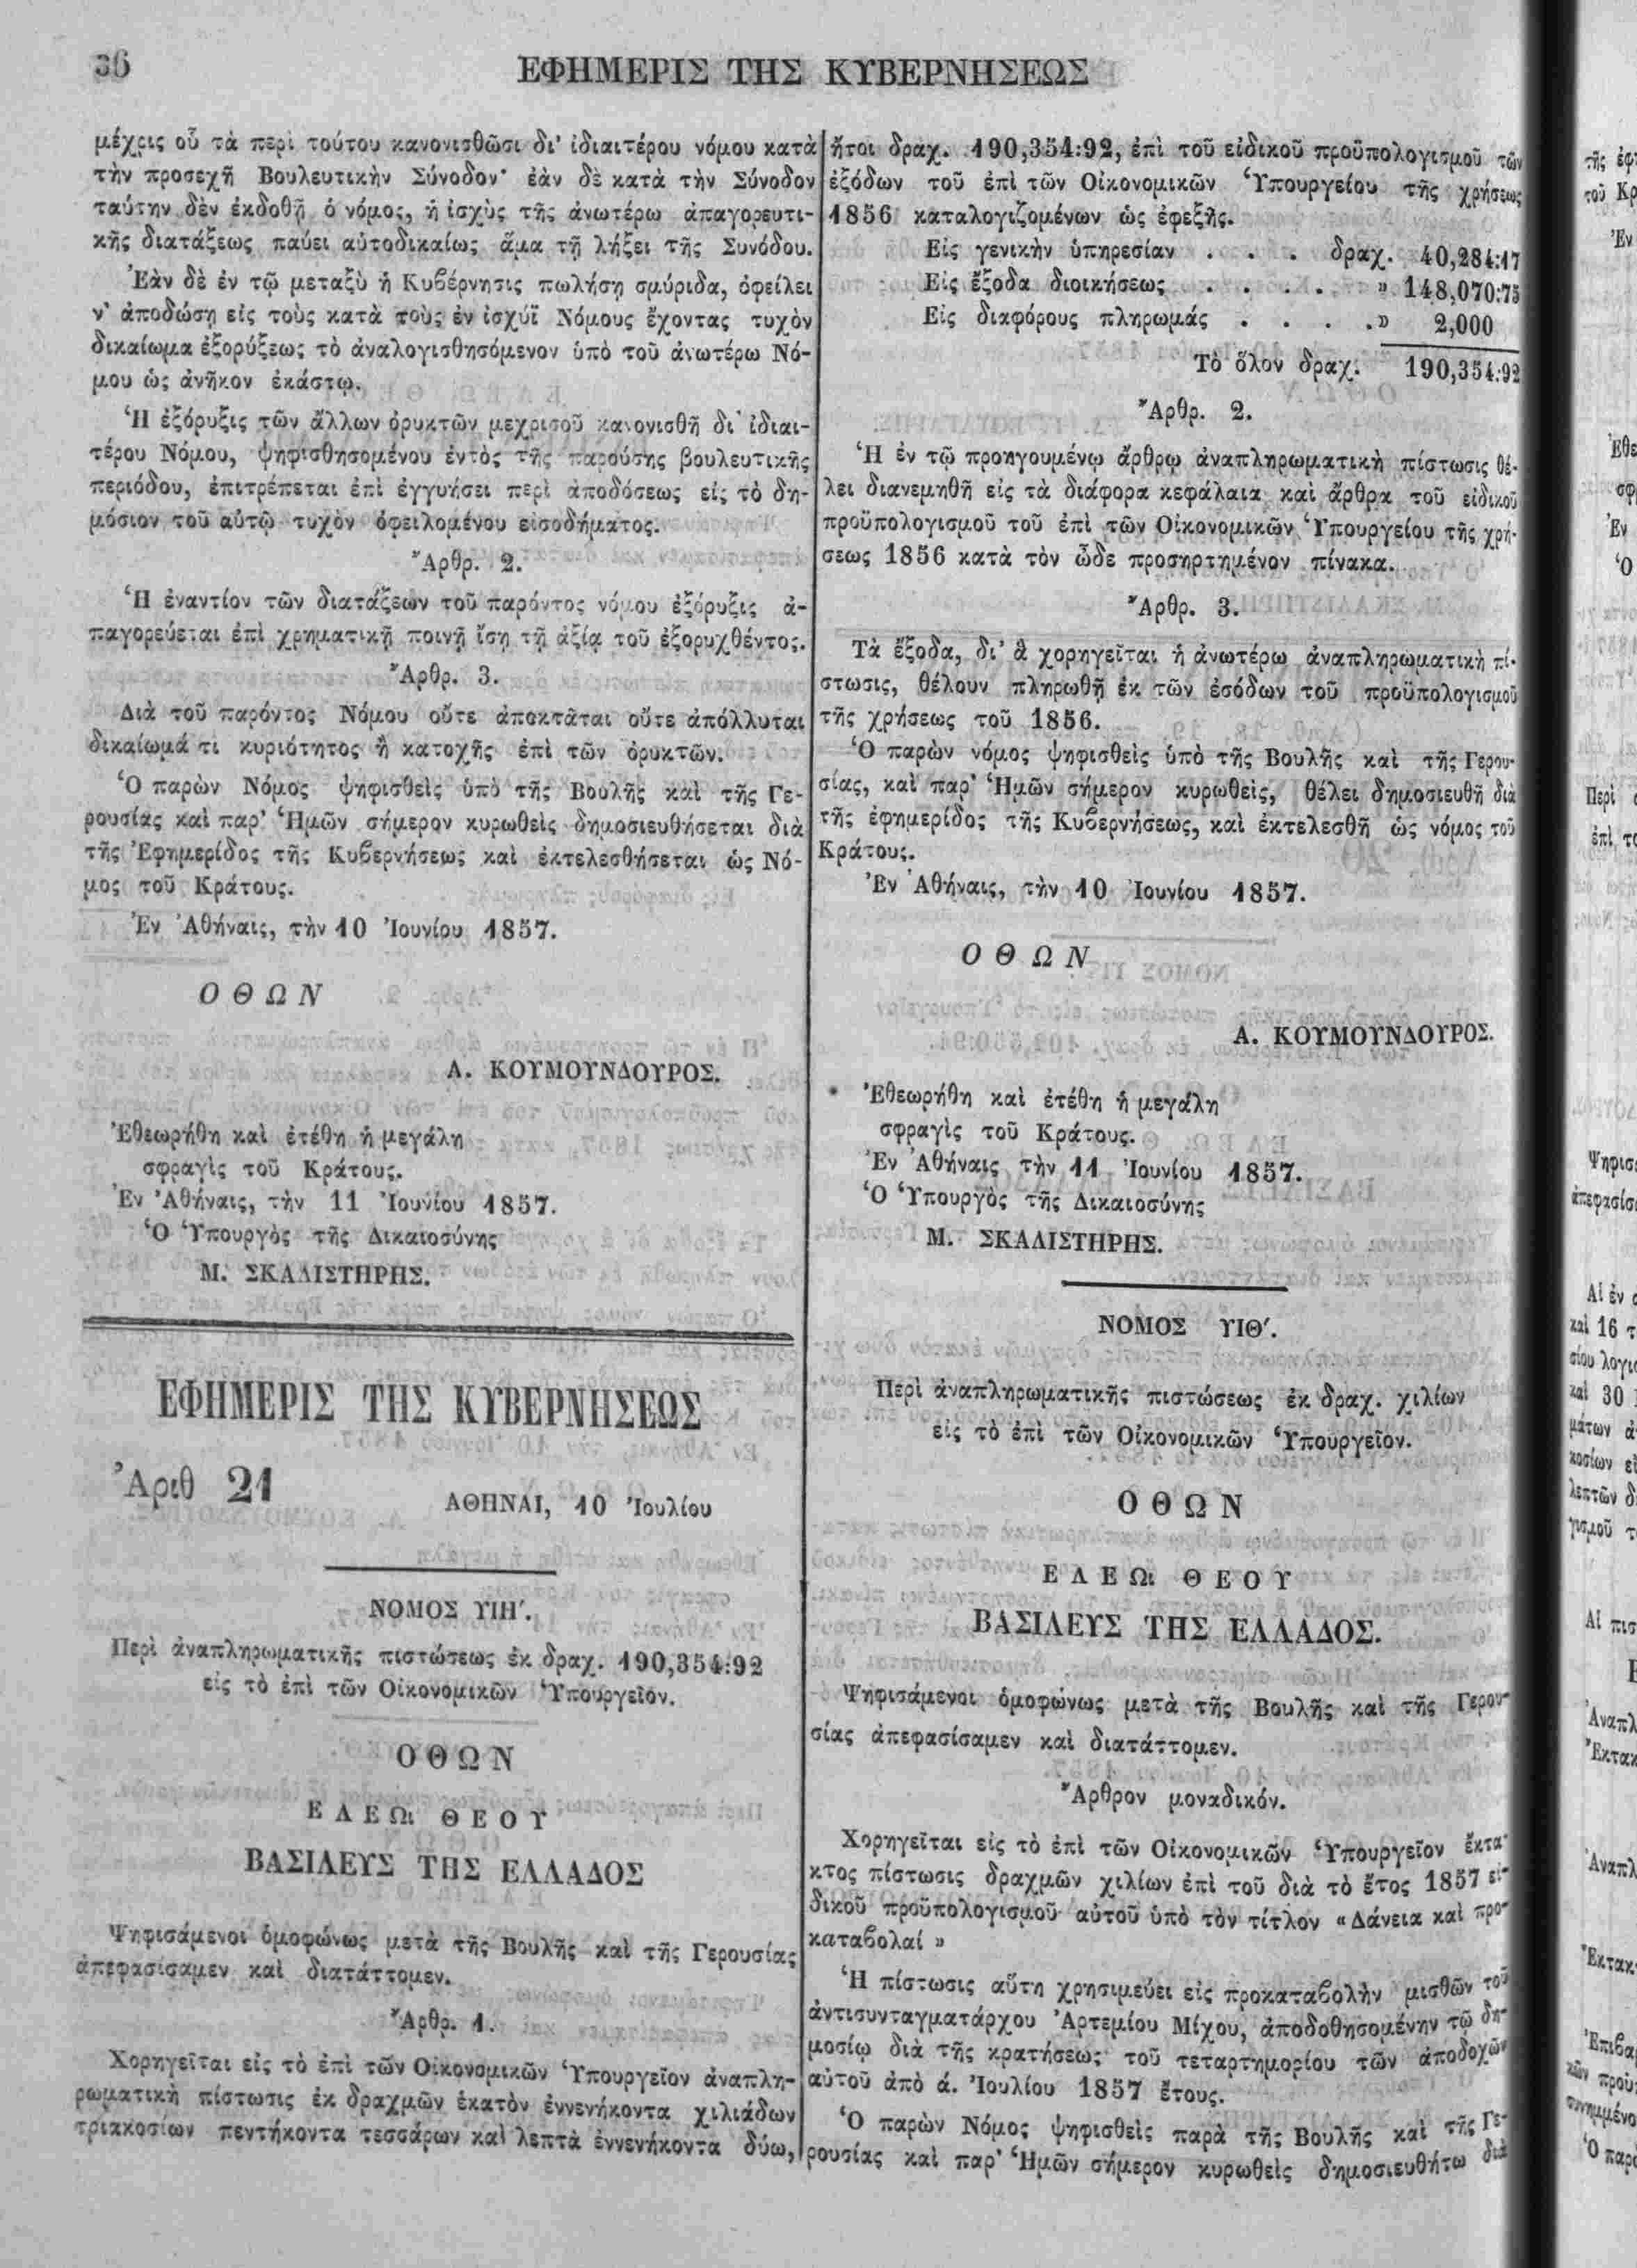 36
ΕΦΗΜΕΡΙΣ ΤΗΣ ΚΥΒΕΡΝΗΣΕΩΣ
μέχρις οὗ τὰ περὶ τούτου κανονισθῶσι δι' ἰδιαιτέρου νόμου κατὰ
τὴν προσεχῆ Βουλευτικὴν Σύνοδον· ἐὰν δὲ κατὰ τὴν Σύνοδον
ταύτην δὲν ἐκδοθῇ ὁ νόμος, ἡ ἰσχὺς τῆς ἀνωτέρω ἀπαγορευτι-
κῆς διατάξεως παύει αὐτοδικαίως ἅμα τῇ λήξει τῆς Συνόδου.
Ἐὰν δὲ ἐν τῷ μεταξὺ ἡ Κυβέρνησις πωλήσῃ σμύριδα, ὀφείλει
ν' ἀποδώσῃ εἰς τοὺς κατὰ τοὺς ἐν ἰσχύϊ Νόμους ἔχοντας τυχὸν
δικαίωμα ἐξορύξεως τὸ ἀναλογισθησόμενον ὑπὸ τοῦ ἀνωτέρω Νό-
μου ὡς ἀνῆκον ἑκάστῳ.
Ἡ ἐξόρυξις τῶν ἄλλων ὀρυκτῶν μεχρισοῦ κανονισθῇ δι' ἰδιαι-
τέρου Νόμου, ψηφισθησομένου ἐντὸς τῆς παρούσης βουλευτικῆς
περιόδου, ἐπιτρέπεται ἐπὶ ἐγγυήσει περὶ ἀποδόσεως εἰς τὸ δη-
μόσιον τοῦ αὐτῷ τυχὸν ὀφειλομένου εἰσοδήματος.
Ἄρθρ. 2.
Ἡ ἐναντίον τῶν διατάξεων τοῦ παρόντος νόμου ἐξόρυξις ἀ-
παγορεύεται ἐπὶ χρηματικῇ ποινῇ ἴσῃ τῇ ἀξίᾳ τοῦ ἐξορυχθέντος.
Ἄρθρ. 3.
Διὰ τοῦ παρόντος Νόμου οὔτε ἀποκτᾶται οὔτε ἀπόλλυται
δικαίωμά τι κυριότητος ἢ κατοχῆς ἐπὶ τῶν ὀρυκτῶν.
Ὁ παρὼν Νόμος ψηφισθεὶς ὑπὸ τῆς Βουλῆς καὶ τῆς Γε-
ρουσίας καὶ παρ' Ἡμῶν σήμερον κυρωθεὶς δημοσιευθήσεται διὰ
τῆς Ἐφημερίδος τῆς Κυβερνήσεως καὶ ἐκτελεσθήσεται ὡς Νό-
μος τοῦ Κράτους.
Ἐν Ἀθήναις, τὴν 10 Ἰουνίου 1857.
ΟΘΩΝ
Α. ΚΟΥΜΟΥΝΔΟΥΡΟΣ.
Ἐθεωρήθη καὶ ἐτέθη ἡ μεγάλη
σφραγὶς τοῦ Κράτους.
Ἐν Ἀθήναις, τὴν 11 Ἰουνίου 1857.
Ὁ Ὑπουργὸς τῆς Δικαιοσύνης
Μ. ΣΚΑΛΙΣΤΗΡΗΣ.
ΕΦΗΜΕΡΙΣ ΤΗΣ ΚΥΒΕΡΝΗΣΕΩΣ
Ἀριθ 21
ΑΘΗΝΑΙ, 10 Ἰουλίου
ΝΟΜΟΣ ΥΙΗ'.
Περὶ ἀναπληρωματικῆς πιστώσεως ἐκ δραχ. 190,354:92
εἰς τὸ ἐπὶ τῶν Οἰκονομικῶν Ὑπουργεῖον.
ΟΘΩΝ
ΕΛΕΩι ΘΕΟΥ
ΒΑΣΙΛΕΥΣ ΤΗΣ ΕΛΛΑΔΟΣ
Ψηφισάμενοι ὁμοφώνως μετὰ τῆς Βουλῆς καὶ τῆς Γερουσίας
ἀπεφασίσαμεν καὶ διατάττομεν.
Ἄρθρ. 1.
Χορηγεῖται εἰς τὸ ἐπὶ τῶν Οἰκονομικῶν Ὑπουργεῖον ἀναπλη-
ρωματικὴ πίστωσις ἐκ δραχμῶν ἑκατὸν ἐννενήκοντα χιλιάδων
τριακοσίων πεντήκοντα τεσσάρων καὶ λεπτὰ ἐννενήκοντα δύω,
ἤτοι δραχ. 190,354:92, ἐπὶ τοῦ εἰδικοῦ προϋπολογισμοῦ τῶν
ἐξόδων τοῦ ἐπὶ τῶν Οἰκονομικῶν Ὑπουργείου τῆς χρήσεως
1856 καταλογιζομένων ὡς ἐφεξῆς.
Εἰς γενικὴν ὑπηρεσίαν . . . δραχ. 40,284:17
Εἰς ἔξοδα διοικήσεως . . . . . » 148,070:75
Εἰς διαφόρους πληρωμάς . . . . » 2,000
Τὸ ὅλον δραχ. 190,354:92
Ἄρθρ. 2.
Ἡ ἐν τῷ προηγουμένῳ ἄρθρῳ ἀναπληρωματικὴ πίστωσις θέ-
λει διανεμηθῇ εἰς τὰ διάφορα κεφάλαια καὶ ἄρθρα τοῦ εἰδικοῦ
προϋπολογισμοῦ τοῦ ἐπὶ τῶν Οἰκονομικῶν Ὑπουργείου τῆς χρή-
σεως 1856 κατὰ τὸν ὧδε προσηρτημένον πίνακα.
Ἄρθρ. 3.
Τὰ ἔξοδα, δι' ἃ χορηγεῖται ἡ ἀνωτέρω ἀναπληρωματικὴ πί-
στωσις, θέλουν πληρωθῇ ἐκ τῶν ἐσόδων τοῦ προϋπολογισμοῦ
τῆς χρήσεως τοῦ 1856.
Ὁ παρὼν νόμος ψηφισθεὶς ὑπὸ τῆς Βουλῆς καὶ τῆς Γερου-
σίας, καὶ παρ' Ἡμῶν σήμερον κυρωθεὶς, θέλει δημοσιευθῆ διὰ
τῆς ἐφημερίδος τῆς Κυβερνήσεως, καὶ ἐκτελεσθῆ ὡς νόμος τοῦ
Κράτους.
Ἐν Ἀθήναις, τὴν 10 Ἰουνίου 1857.
ΟΘΩΝ
Α. ΚΟΥΜΟΥΝΔΟΥΡΟΣ.
Ἐθεωρήθη καὶ ἐτέθη ἡ μεγάλη
σφραγὶς τοῦ Κράτους.
Ἐν Ἀθήναις τὴν 11 Ἰουνίου 1857.
Ὁ Ὑπουργὸς τῆς Δικαιοσύνης
Μ. ΣΚΑΛΙΣΤΗΡΗΣ.
ΝΟΜΟΣ ΥΙΘ'.
Περὶ ἀναπληρωματικῆς πιστώσεως ἐκ δραχ. χιλίων
εἰς τὸ ἐπὶ τῶν Οἰκονομικῶν Ὑπουργεῖον.
ΟΘΩΝ
ΕΛΕΩι ΘΕΟΥ
ΒΑΣΙΛΕΥΣ ΤΗΣ ΕΛΛΑΔΟΣ.
Ψηφισάμενοι ὁμοφώνως μετὰ τῆς Βουλῆς καὶ τῆς Γερου-
σίας ἀπεφασίσαμεν καὶ διατάττομεν.
Ἄρθρον μοναδικόν.
Χορηγεῖται εἰς τὸ ἐπὶ τῶν Οἰκονομικῶν Ὑπουργεῖον ἔκτα-
κτος πίστωσις δραχμῶν χιλίων ἐπὶ τοῦ διὰ τὸ ἔτος 1857 εἰ-
δικοῦ προϋπολογισμοῦ αὐτοῦ ὑπὸ τὸν τίτλον « Δάνεια καὶ προ-
καταβολαί »
Ἡ πίστωσις αὕτη χρησιμεύει εἰς προκαταβολὴν μισθῶν τοῦ
ἀντισυνταγματάρχου Ἀρτεμίου Μίχου, ἀποδοθησομένην τῷ δη-
μοσίῳ διὰ τῆς κρατήσεως τοῦ τεταρτημορίου τῶν ἀποδοχῶν
αὐτοῦ ἀπὸ ά. Ἰουλίου 1857 ἔτους.
Ὁ παρὼν Νόμος ψηφισθεὶς παρὰ τῆς Βουλῆς καὶ τῆς Γε-
ρουσίας καὶ παρ' Ἡμῶν σήμερον κυρωθεὶς δημοσιευθήτω διὰ